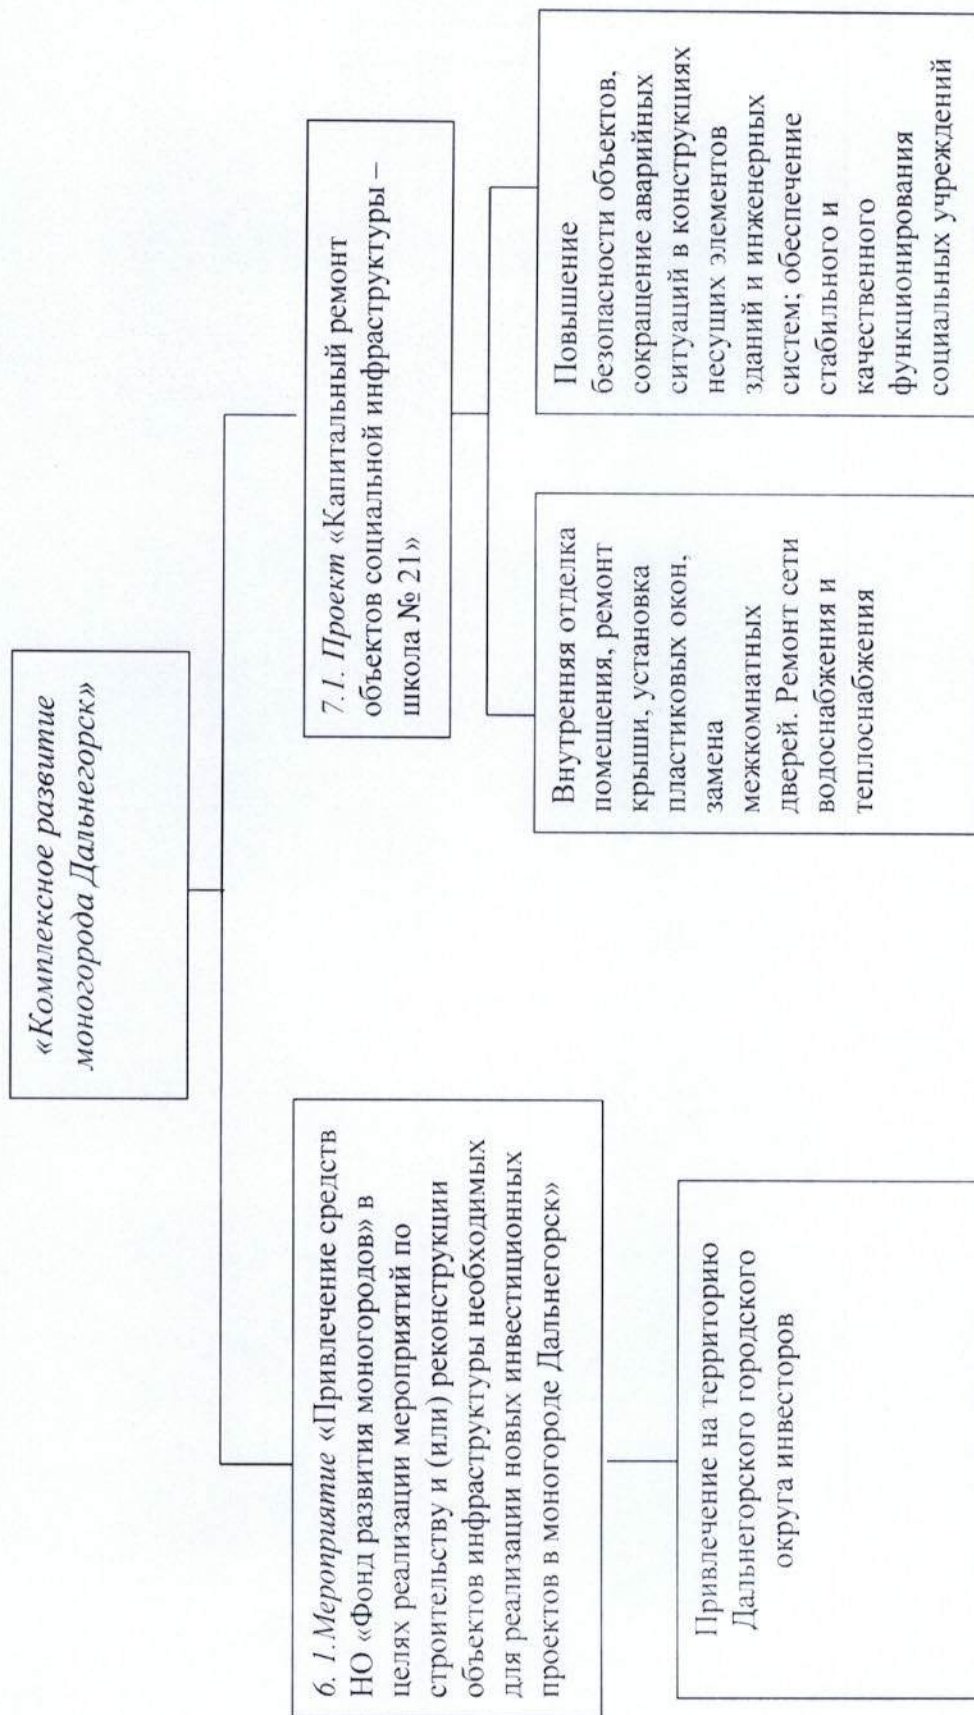 «Комплексное развитие
моногорода Дальнегорск»
6. 1.Мероприятие «Привлечение средств
НО «Фонд развития моногородов» в
целях реализации мероприятий по
строительству и (или) реконструкции
объектов инфраструктуры необходимых
для реализации новых инвестиционных
проектов в моногороде Дальнегорск»
Привлечение на территорию
Дальнегорского городского
округа инвесторов
7.1. Проект «Капитальный ремонт
объектов социальной инфраструктуры –
школа № 21»
Внутренняя отделка
помещения, ремонт
крыши, установка
пластиковых окон,
замена
межкомнатных
дверей. Ремонт сети
водоснабжения и
теплоснабжения
Повышение
безопасности объектов,
сокращение аварийных
ситуаций в конструкциях
несущих элементов
зданий и инженерных
систем; обеспечение
стабильного и
качественного
функционирования
социальных учреждений